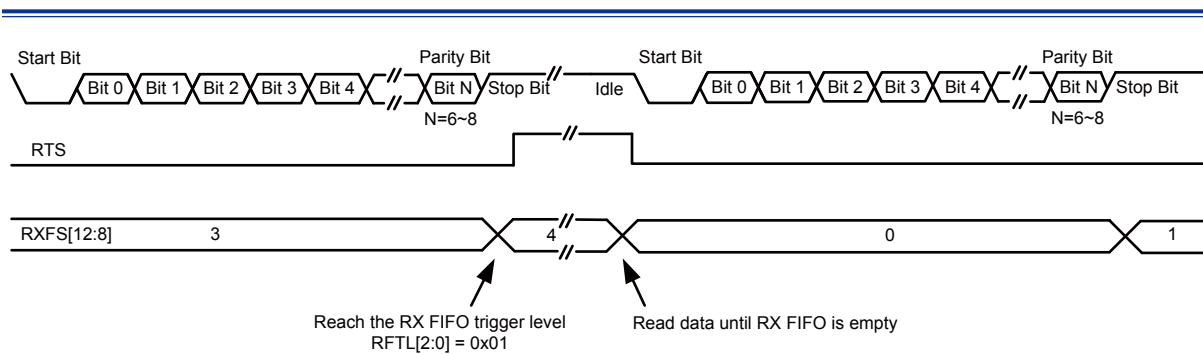 Start Bit Parity Bit Start Bit Parity Bit
Bit 0 Bit 1 Bit 2 Bit 3 Bit 4 Bit N Stop Bit Idle Bit 0 Bit 1 Bit 2 Bit 3 Bit 4 Bit N Stop Bit
N=6~8 N=6~8
RTS
RXFS[12:8] 3 4 0 1
Reach the RX FIFO trigger level Read data until RX FIFO is empty
RFTL[2:0] = 0x01